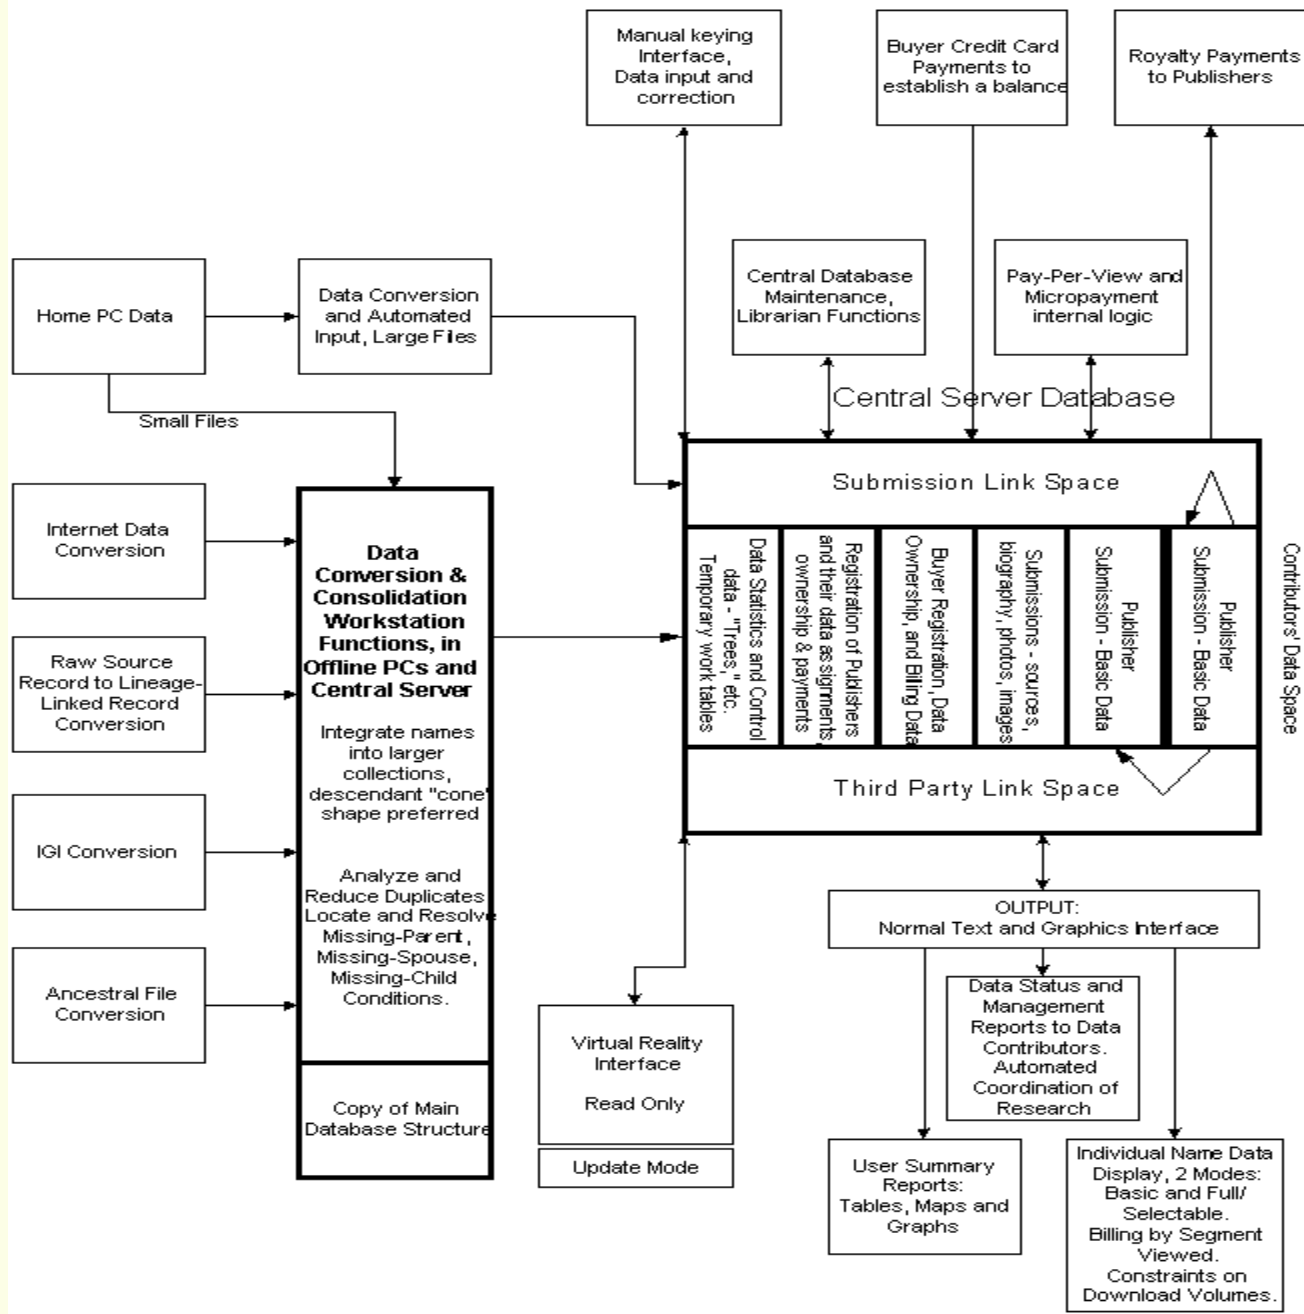 Manual keying
Interface,
Data input and
correction
Buyer Credit Card
Payments to
establish a balance
Royalty Payments
to Publishers
Home PC Data
Data Conversion
and Automated
Input, Large Files
Central Database
Maintenance,
Librarian Functions
Pay-Per-View and
Micropayment
internal logic
Small Files
Central Server Database
Submission Link Space
Internet Data
Conversion
Raw Source
Record to Lineage-
Linked Record
Conversion
IGI Conversion
Ancestral File
Conversion
Data
Conversion &
Consolidation
Workstation
Functions, in
Offline PCs and
Central Server
Integrate names
into larger
collections,
descendant "cone"
shape preferred
Analyze and
Reduce Duplicates
Locate and Resolve
Missing-Parent,
Missing-Spouse,
Missing-Child
Conditions.
Copy of Main
Database Structure
Data Statistics and Control
data - "Trees," etc.
Temporary work tables
Registration of Publishers
and their data assignments,
ownership & payments
Buyer Registration, Data
Ownership, and Billing Data
Submissions - sources,
biography, photos, images
Publisher
Submission - Basic Data
Publisher
Submission - Basic Data
Contributors' Data Space
Third Party Link Space
Virtual Reality
Interface
Read Only
Update Mode
OUTPUT:
Normal Text and Graphics Interface
Data Status and
Management
Reports to Data
Contributors.
Automated
Coordination of
Research
User Summary
Reports:
Tables, Maps and
Graphs
Individual Name Data
Display, 2 Modes:
Basic and Full/
Selectable.
Billing by Segment
Viewed.
Constraints on
Download Volumes.